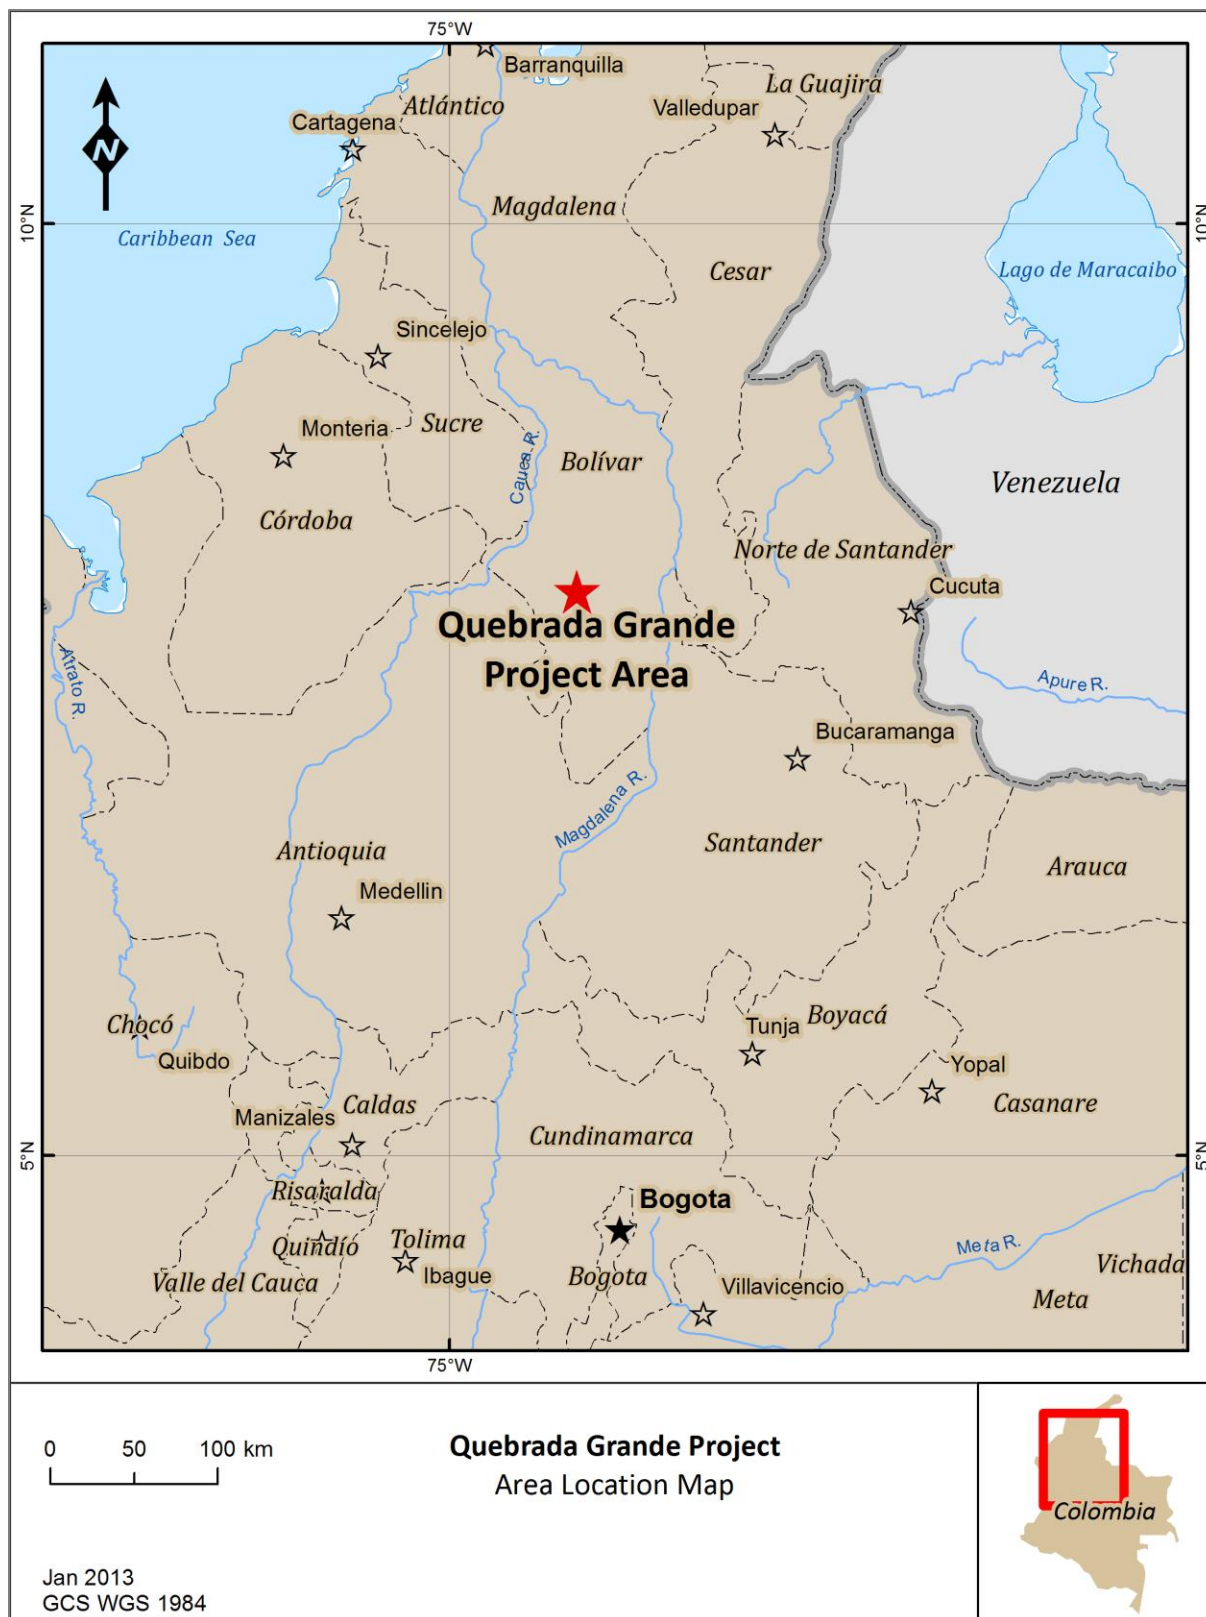 75°W
Barranquilla
La Guajira
Atlántico
Valledupar
Cartagena
N
Magdalena
10°N
10°N
Caribbean Sea
Cesar
Lago de Maracaibo
Sincelejo
Sucre
Monteria
Cauca R.
Bolívar
Venezuela
Córdoba
Norte de Santander
Cucuta
Quebrada Grande
Project Area
Atrato R.
Apure R.
Bucaramanga
Magdalena R.
Santander
Antioquia
Arauca
Medellin
Chocó
Boyacá
Tunja
Quibdo
Yopal
Caldas
Casanare
Manizales
Cundinamarca
5°N
5°N
Risaralda
Bogota
Tolima
Quindío
Meta R.
Vichada
Ibague
Bogota
Valle del Cauca
Villavicencio
Meta
75°W
0 50 100 km
Quebrada Grande Project
Area Location Map
Colombia
Jan 2013
GCS WGS 1984